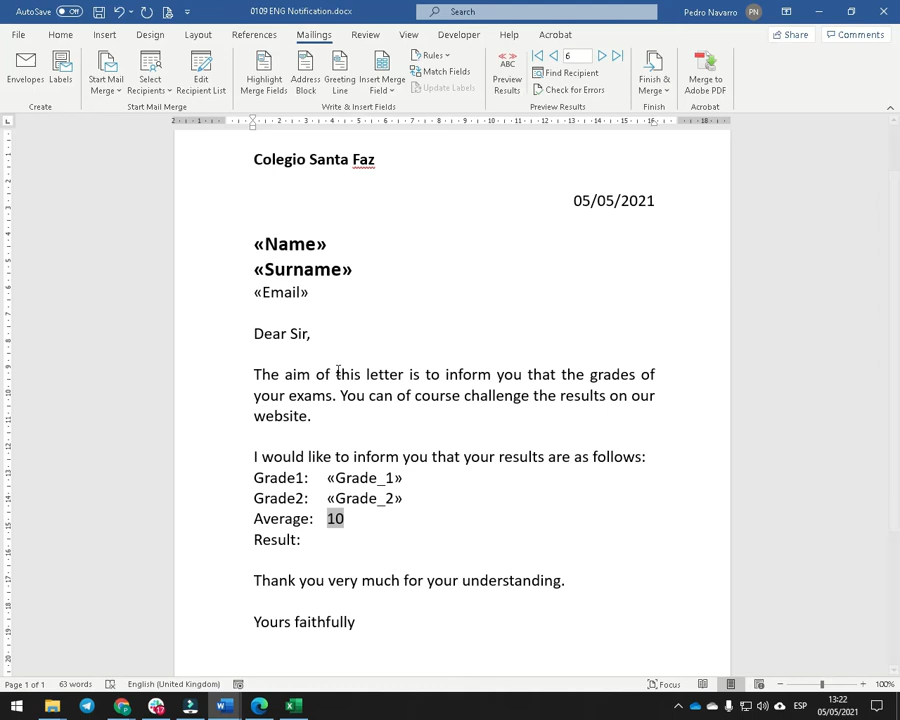 AutoSave Off 0109 ENG Notification.docx Search Pedro Navarro PN
File Home Insert Design Layout References Mailings Review View Developer Help Acrobat Share Comments
Envelopes Labels Start Mail Merge Select Recipients Edit Recipient List Highlight Merge Fields Address Block Greeting Line Insert Merge Field Rules Match Fields Update Labels Preview Results 6 Find Recipient Check for Errors Finish & Merge Merge to Adobe PDF
Create Start Mail Merge Write & Insert Fields Preview Results Finish Acrobat
Colegio Santa Faz
05/05/2021
«Name»
«Surname»
«Email»
Dear Sir,
The aim of this letter is to inform you that the grades of
your exams. You can of course challenge the results on our
website.
I would like to inform you that your results are as follows:
Grade1: «Grade_1»
Grade2: «Grade_2»
Average: 10
Result:
Thank you very much for your understanding.
Yours faithfully
Page 1 of 1 63 words English (United Kingdom) Focus 100%
ESP 13:22 05/05/2021